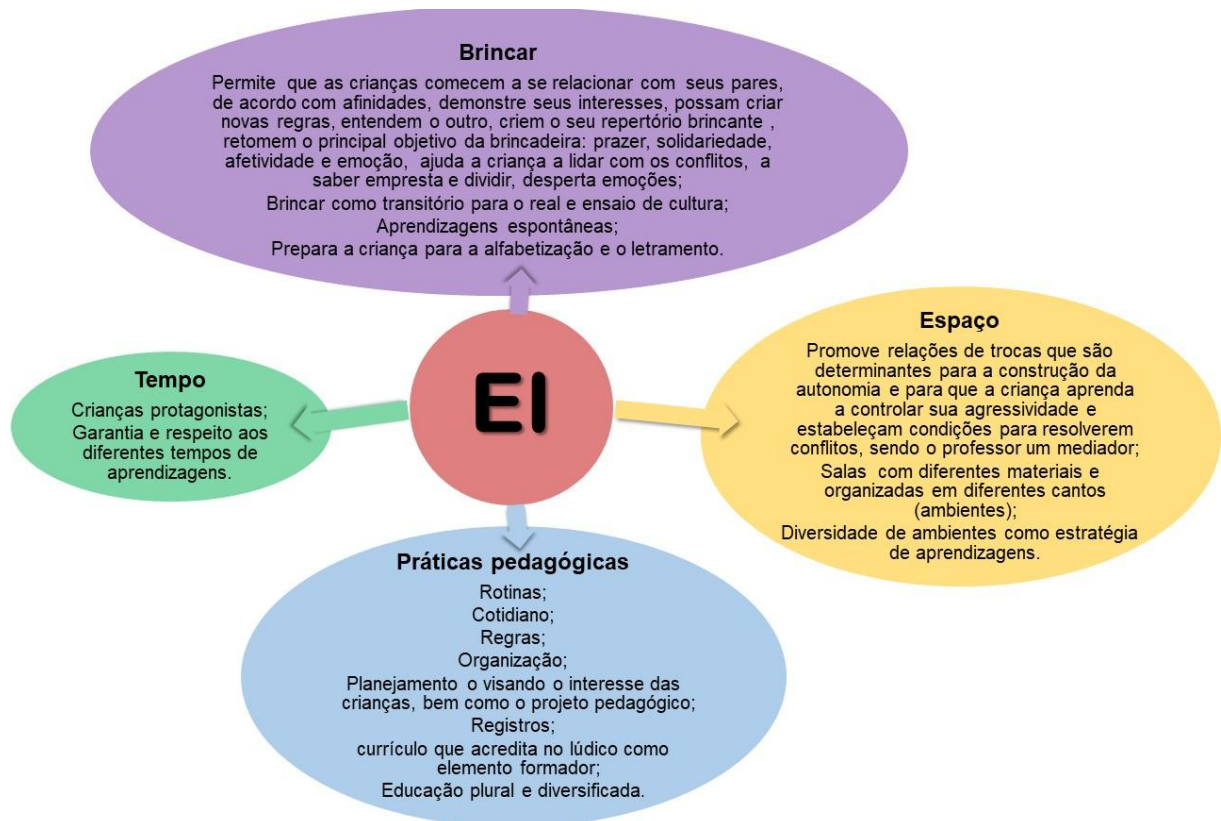 Brincar
Permite que as crianças comecem a se relacionar com seus pares,
de acordo com afinidades, demonstre seus interesses, possam criar
novas regras, entendem o outro, criem o seu repertório brincante ,
retomem o principal objetivo da brincadeira: prazer, solidariedade,
afetividade e emoção, ajuda a criança a lidar com os conflitos, a
saber empresta e dividir, desperta emoções;
Brincar como transitório para o real e ensaio de cultura;
Aprendizagens espontâneas;
Prepara a criança para a alfabetização e o letramento.
Espaço
Promove relações de trocas que são
determinantes para a construção da
autonomia e para que a criança aprenda
a controlar sua agressividade e
estabeleçam condições para resolverem
conflitos, sendo o professor um mediador;
Salas com diferentes materiais e
organizadas em diferentes cantos
(ambientes);
Diversidade de ambientes como estratégia
de aprendizagens.
Tempo
Crianças protagonistas;
Garantia e respeito aos
diferentes tempos de
aprendizagens.
EI
Práticas pedagógicas
Rotinas;
Cotidiano;
Regras;
Organização;
Planejamento o visando o interesse das
crianças, bem como o projeto pedagógico;
Registros;
currículo que acredita no lúdico como
elemento formador;
Educação plural e diversificada.